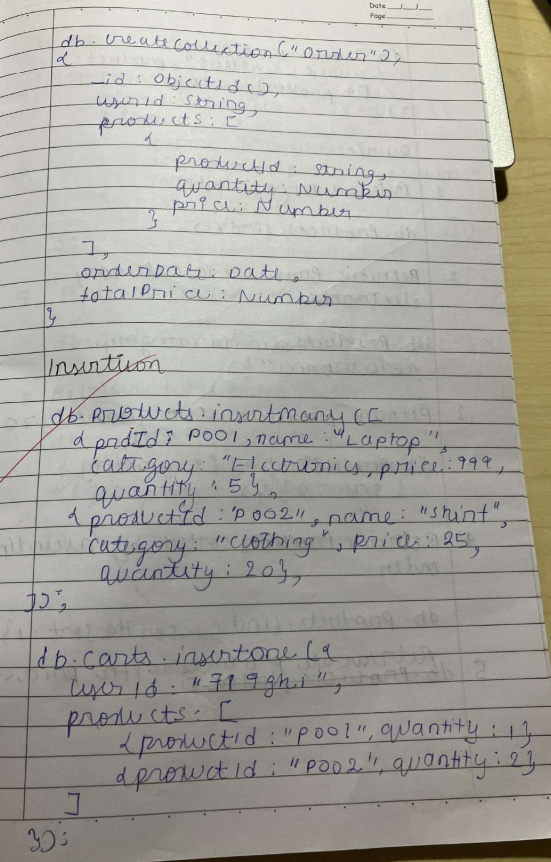 Date / /
Page
db.createCollection("order");
{
_id : ObjectId(),
userId : string,
products : [
{
productId : string,
quantity : Number
price : Number
}
],
orderDate : Date,
totalPrice : Number
}
Insertion
db.products.insertmany([
{ prdId : P001, name : "Laptop",
category : "Electronics, price : 999,
quantity : 5},
{ productId : 'P002", name : "Shirt",
category : "clothing", price : 25,
quantity : 20},
]);
db.carts.insertone({
userId : "719ghi",
products : [
{productId : "P001", quantity : 1}
{productId : "P002", quantity : 2}
]
});